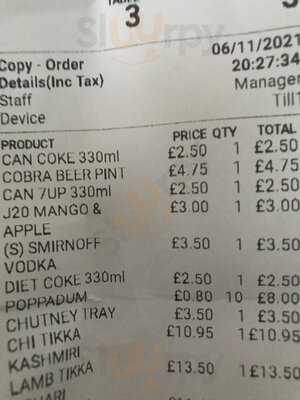 3
Copy - Order 06/11/2021
Details(Inc Tax) 20:27:34
Staff Manager
Device Till1
PRODUCT PRICE QTY TOTAL
CAN COKE 330ml £2.50 1 £2.50
COBRA BEER PINT £4.75 1 £4.75
CAN 7UP 330ml £2.50 1 £2.50
J20 MANGO & £3.00 1 £3.00
APPLE
(S) SMIRNOFF £3.50 1 £3.50
VODKA
DIET COKE 330ml £2.50 1 £2.50
POPPADUM £0.80 10 £8.00
CHUTNEY TRAY £3.50 1 £3.50
CHI TIKKA £10.95 1 £10.95
KASHMIRI
LAMB TIKKA £13.50 1 £13.50